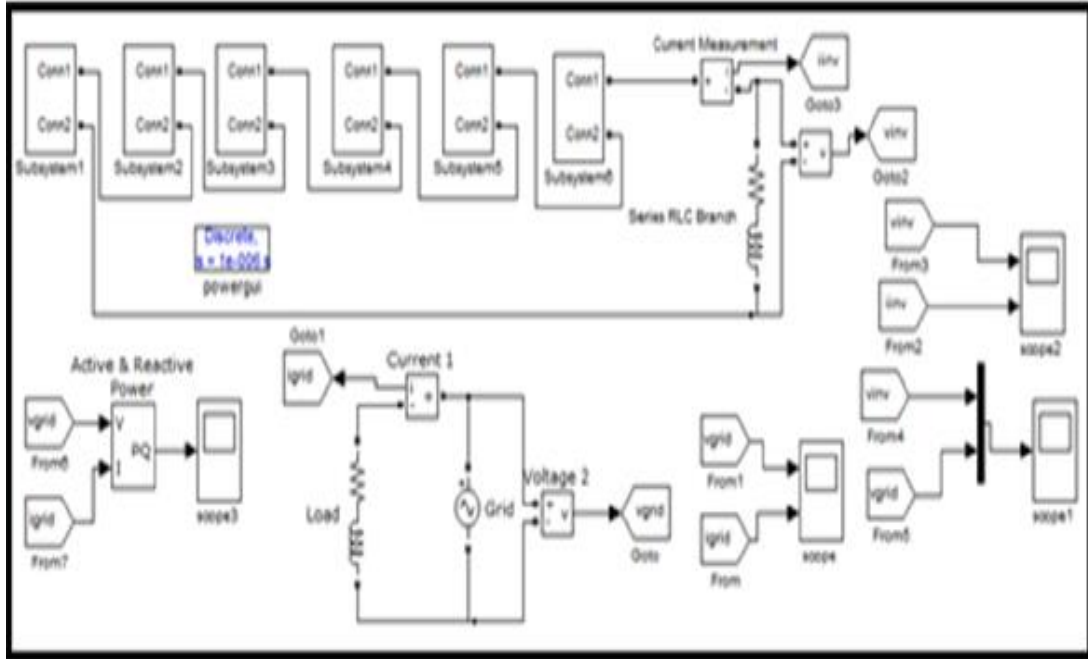 Conn1
Conn2
Subsystem1
Conn1
Conn2
Subsystem2
Conn1
Conn2
Subsystem3
Conn1
Conn2
Subsystem4
Conn1
Conn2
Subsystem5
Conn1
Conn2
Subsystem6
Current Measurement
+
i
-
iinv
Goto3
+
-
v
vinv
Goto2
Series RLC Branch
Discrete,
s = 1e-006 s
powergui
vinv
From3
iinv
From2
scope2
Goto1
igrid
Current 1
i
-
+
Active & Reactive
Power
vgrid
From6
V
I
PQ
igrid
From7
scope3
Load
Grid
+
Voltage 2
+
-
v
vgrid
Goto
vgrid
From1
igrid
From
scope
vinv
From4
vgrid
From5
scope1